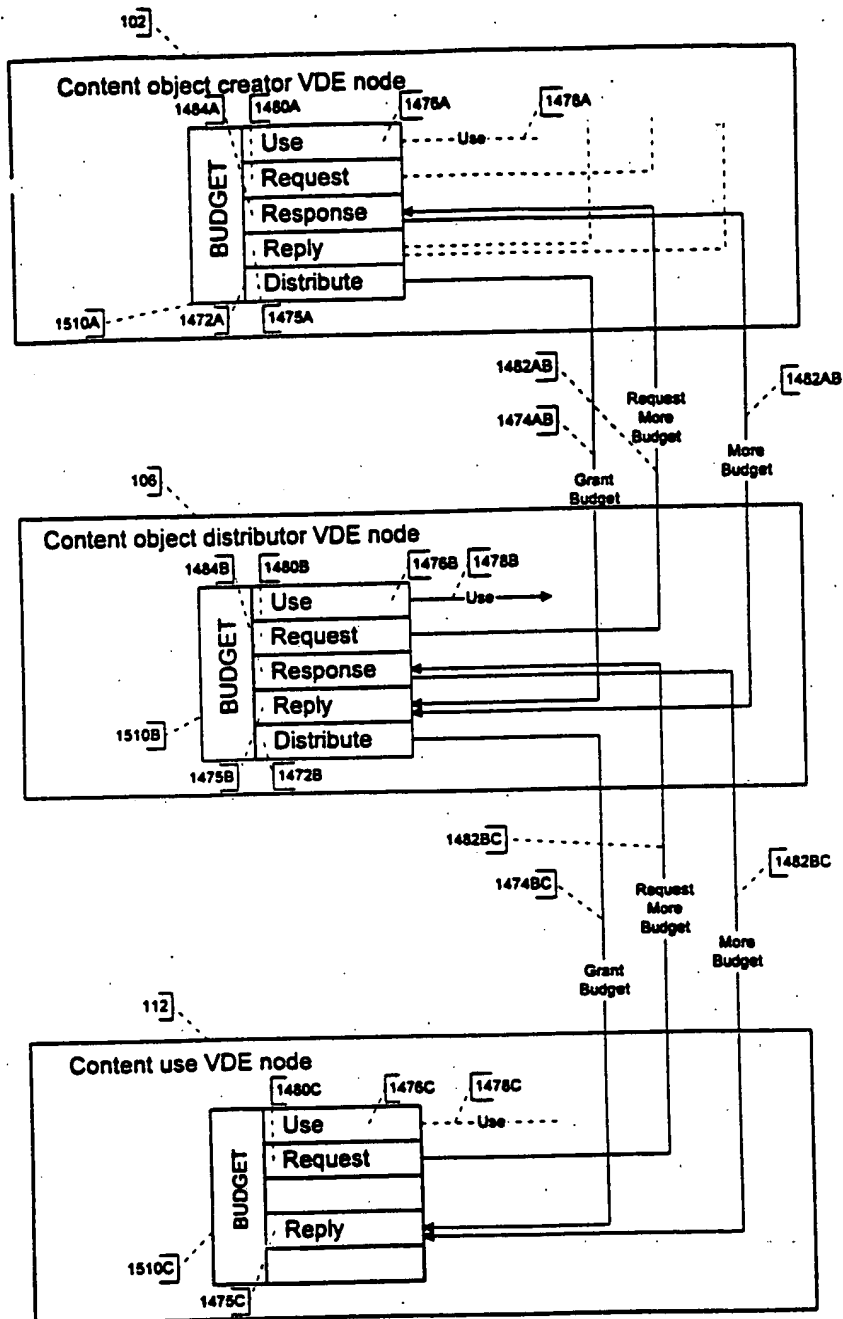 102
Content object creator VDE node
1484A
1480A
1476A
1478A
BUDGET
Use
Use
Request
Response
Reply
Distribute
1510A
1472A
1475A
1482AB
1474AB
Request
More
Budget
1482AB
More
Budget
Grant
Budget
106
Content object distributor VDE node
1484B
1480B
1476B
1478B
BUDGET
Use
Use
Request
Response
Reply
Distribute
1510B
1475B
1472B
1482BC
1474BC
Request
More
Budget
1482BC
More
Budget
Grant
Budget
112
Content use VDE node
1480C
1476C
1478C
BUDGET
Use
Use
Request
Reply
1510C
1475C